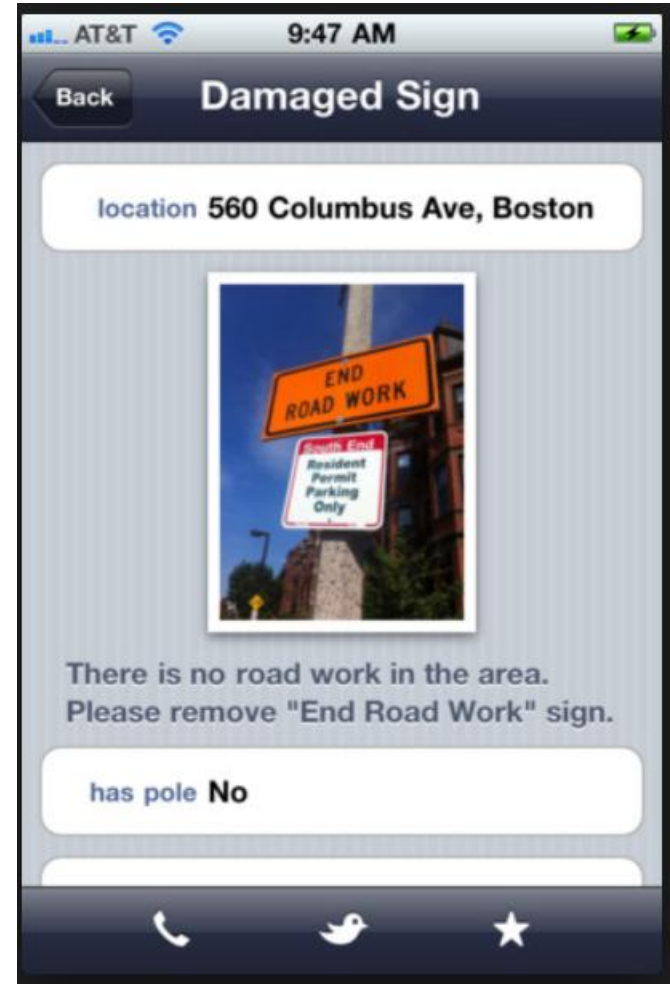 AT&T 9:47 AM
Back Damaged Sign
location 560 Columbus Ave, Boston
END
ROAD WORK
South End
Resident
Permit
Parking
Only
There is no road work in the area.
Please remove "End Road Work" sign.
has pole No